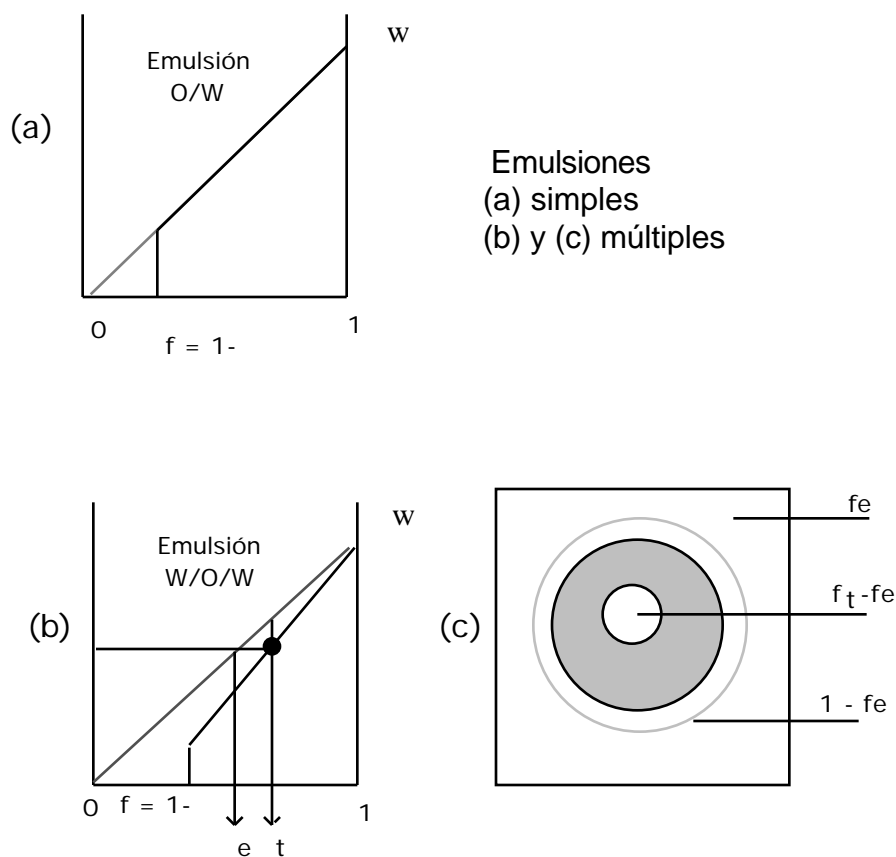 w
Emulsión
O/W
(a)
0
1
f = 1-
Emulsiones
(a) simples
(b) y (c) múltiples
w
Emulsión
W/O/W
(b)
0
f = 1-
1
e t
(c)
fe
ft -fe
1 - fe